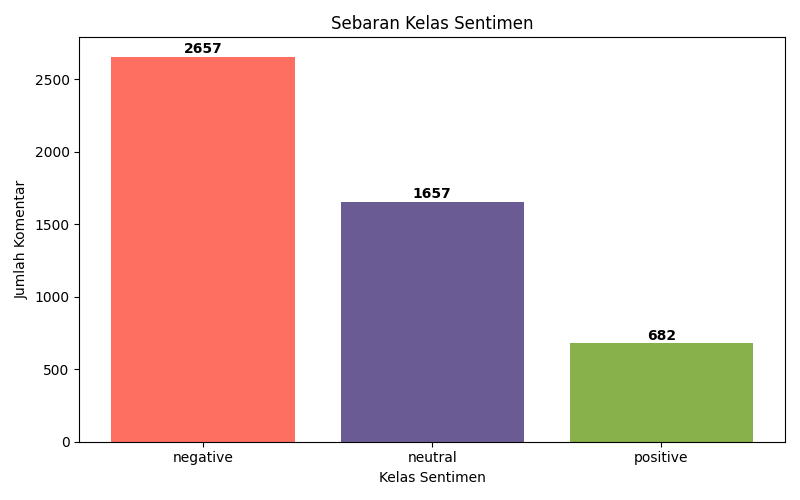 Sebaran Kelas Sentimen
2657
2500
2000
1657
1500
1000
682
500
0
Jumlah Komentar
negative
neutral
positive
Kelas Sentimen